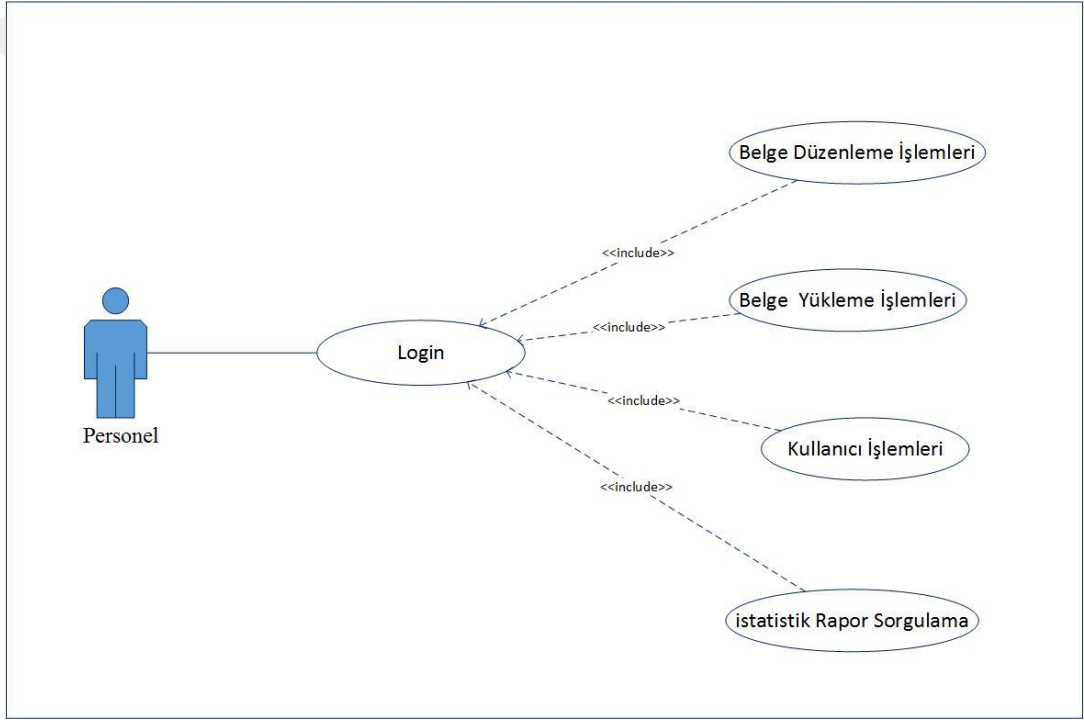 Belge Düzenleme İşlemleri
<<include>>
Belge Yükleme İşlemleri
<<include>>
Login
Personel
<<include>>
Kullanıcı İşlemleri
<<include>>
istatistik Rapor Sorgulama